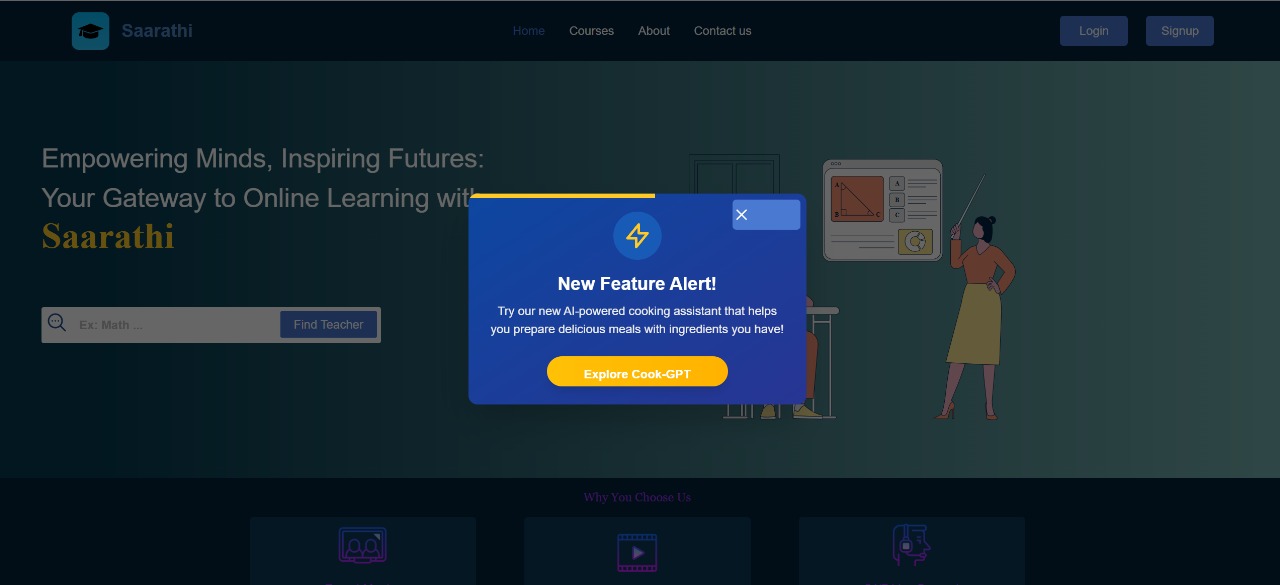 Saarathi
Home Courses About Contact us
Login Signup
Empowering Minds, Inspiring Futures:
Your Gateway to Online Learning with
Saarathi
Ex: Math ...
Find Teacher
A
B C
A
B
C
New Feature Alert!
Try our new AI-powered cooking assistant that helps
you prepare delicious meals with ingredients you have!
Explore Cook-GPT
Why You Choose Us